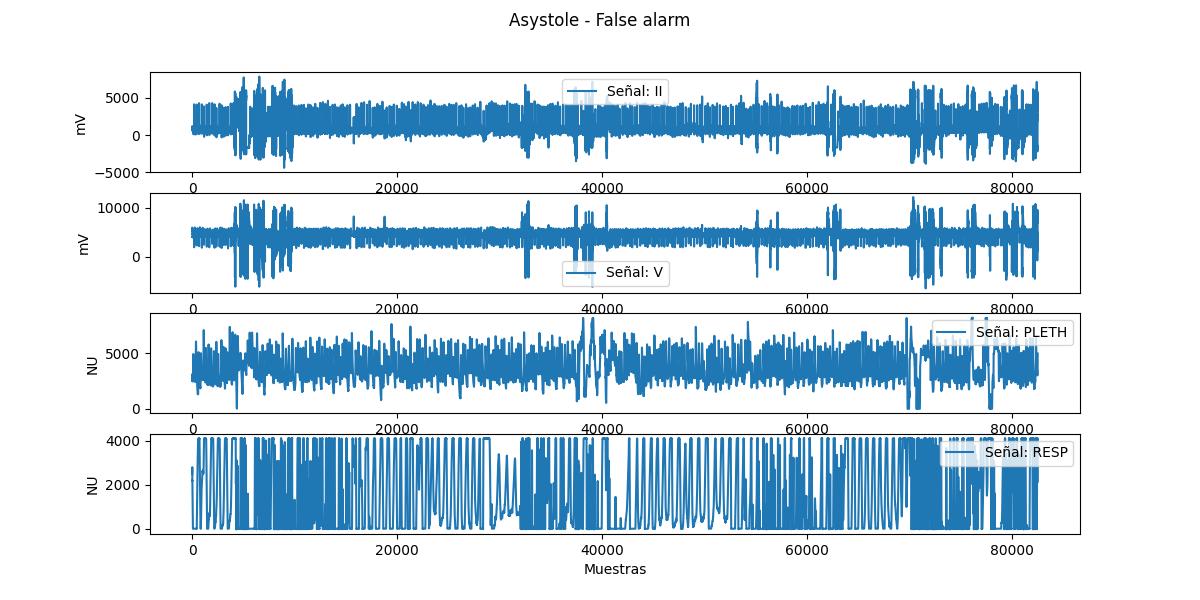 Asystole - False alarm
5000
0
−5000
mV
Señal: II
0 20000 40000 60000 80000
10000
0
mV
Señal: V
0 20000 40000 60000 80000
5000
0
NU
Señal: PLETH
0 20000 40000 60000 80000
4000
2000
0
NU
Señal: RESP
0 20000 40000 60000 80000
Muestras